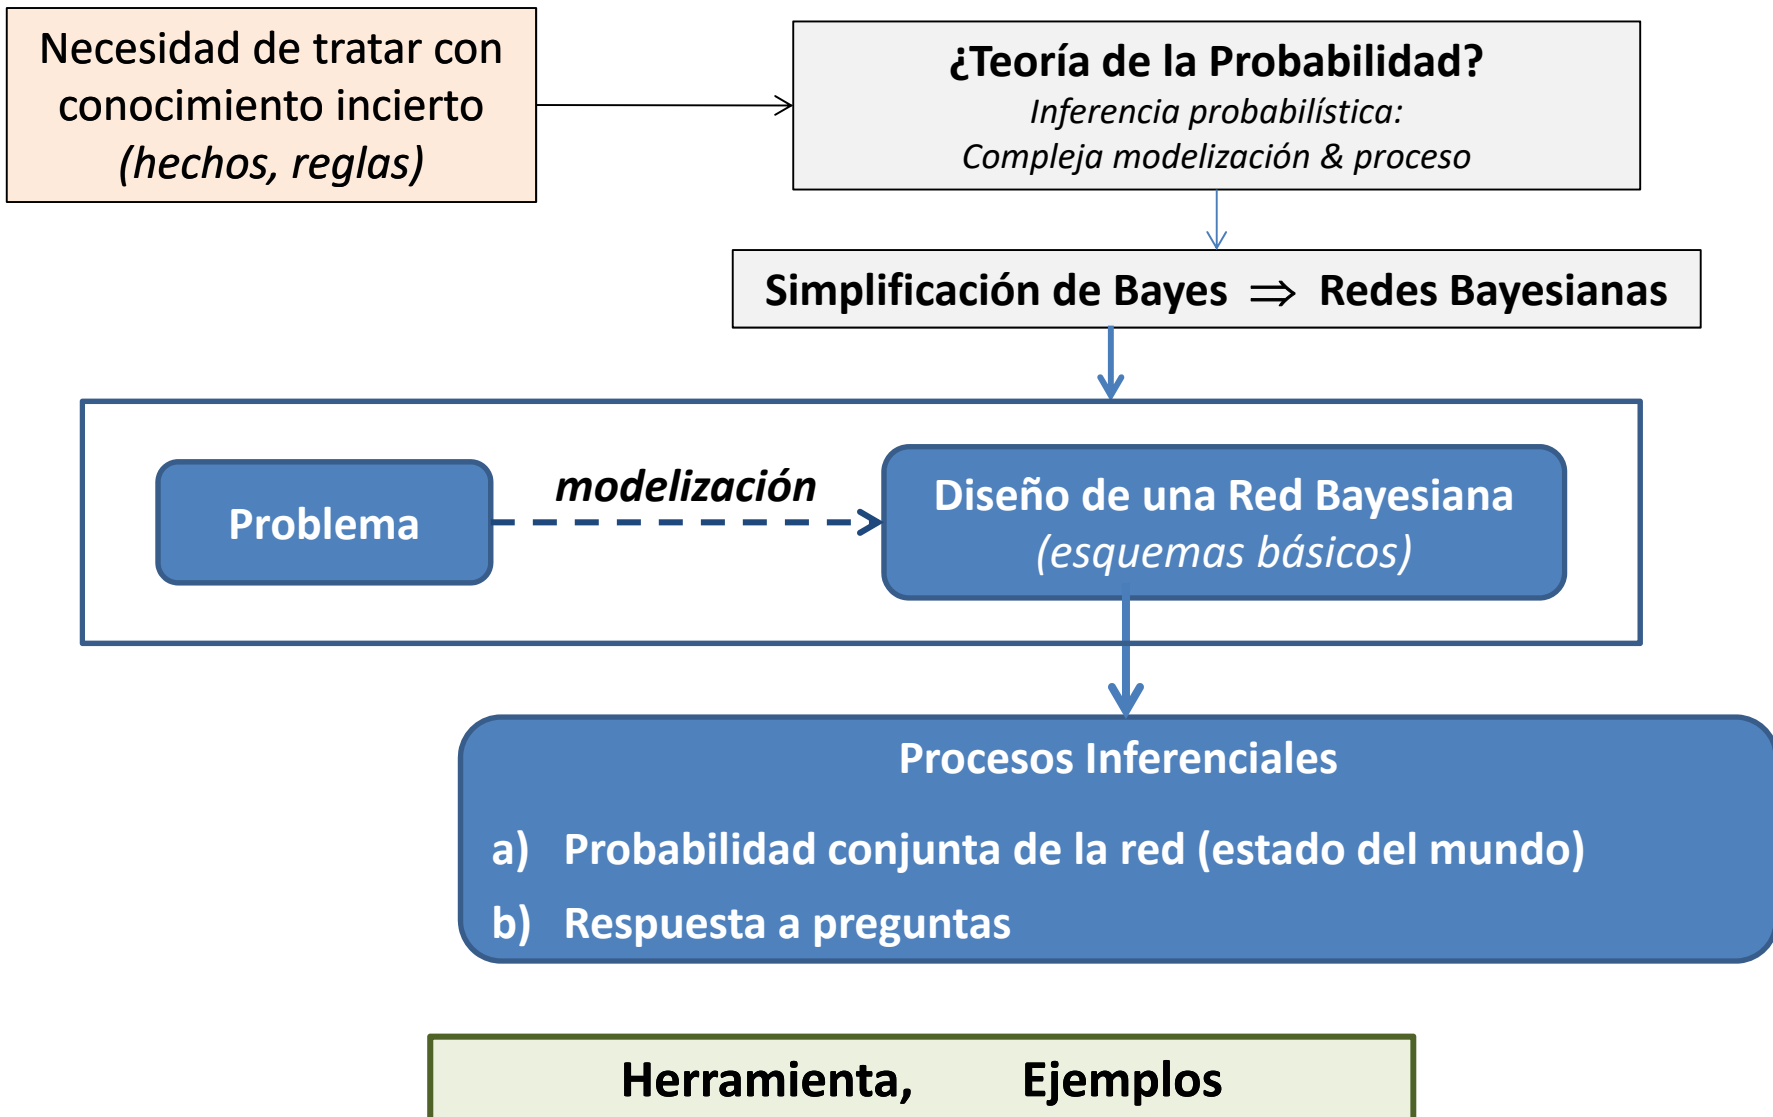 Necesidad de tratar con
conocimiento incierto
(hechos, reglas)
¿Teoría de la Probabilidad?
Inferencia probabilística:
Compleja modelización & proceso
Simplificación de Bayes ⇒ Redes Bayesianas
Problema
modelización
Diseño de una Red Bayesiana
(esquemas básicos)
Procesos Inferenciales
a) Probabilidad conjunta de la red (estado del mundo)
b) Respuesta a preguntas
Herramienta, Ejemplos